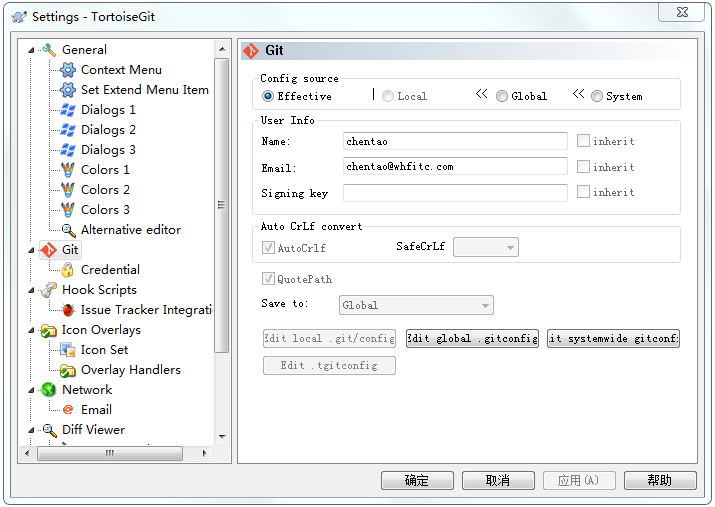 Settings - TortoiseGit
General
Context Menu
Set Extend Menu Item
Dialogs 1
Dialogs 2
Dialogs 3
Colors 1
Colors 2
Colors 3
Alternative editor
Git
Credential
Hook Scripts
Issue Tracker Integratio
Icon Overlays
Icon Set
Overlay Handlers
Network
Email
Diff Viewer
Git
Config source
Effective | Local << Global << System
User Info
Name: chentao inherit
Email: chentao@whfitc.com inherit
Signing key inherit
Auto CrLf convert
AutoCrlf SafeCrLf
QuotePath
Save to: Global
Edit local .git/config Edit global .gitconfig it systemwide gitconf
Edit .tgitconfig
确定 取消 应用(A) 帮助